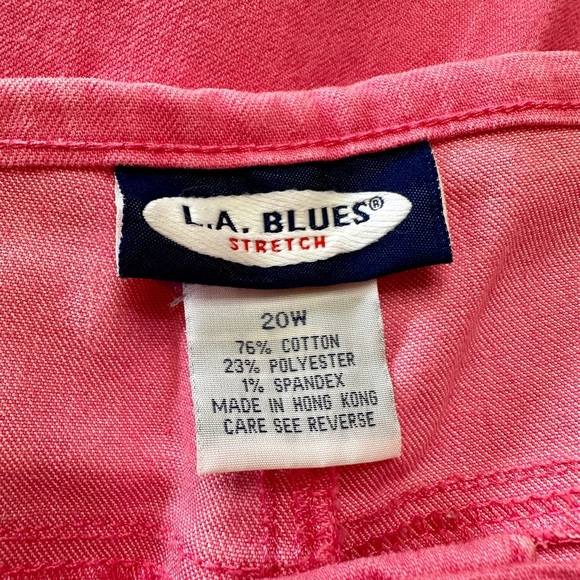 L.A. BLUES®
STRETCH
20W
76% COTTON
23% POLYESTER
1% SPANDEX
MADE IN HONG KONG
CARE SEE REVERSE